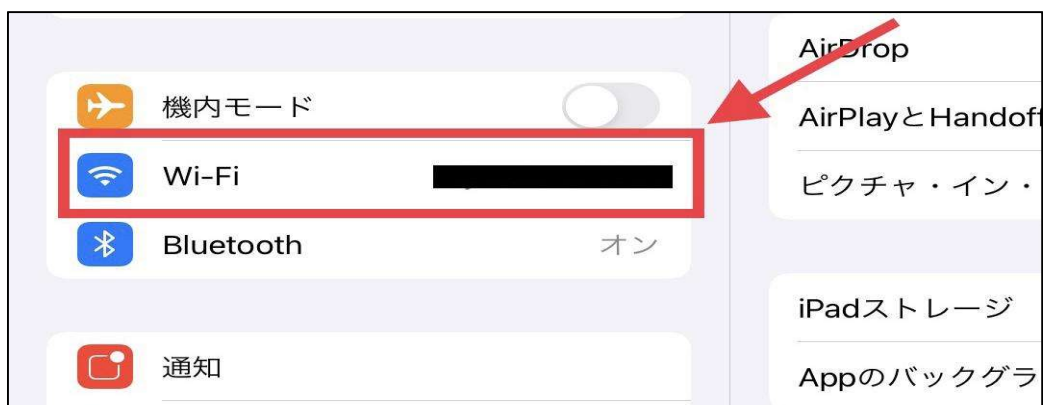 機内モード
Wi-Fi
Bluetooth オン
通知
AirDrop
AirPlayとHandoff
ピクチャ・イン・
iPadストレージ
Appのバックグラ